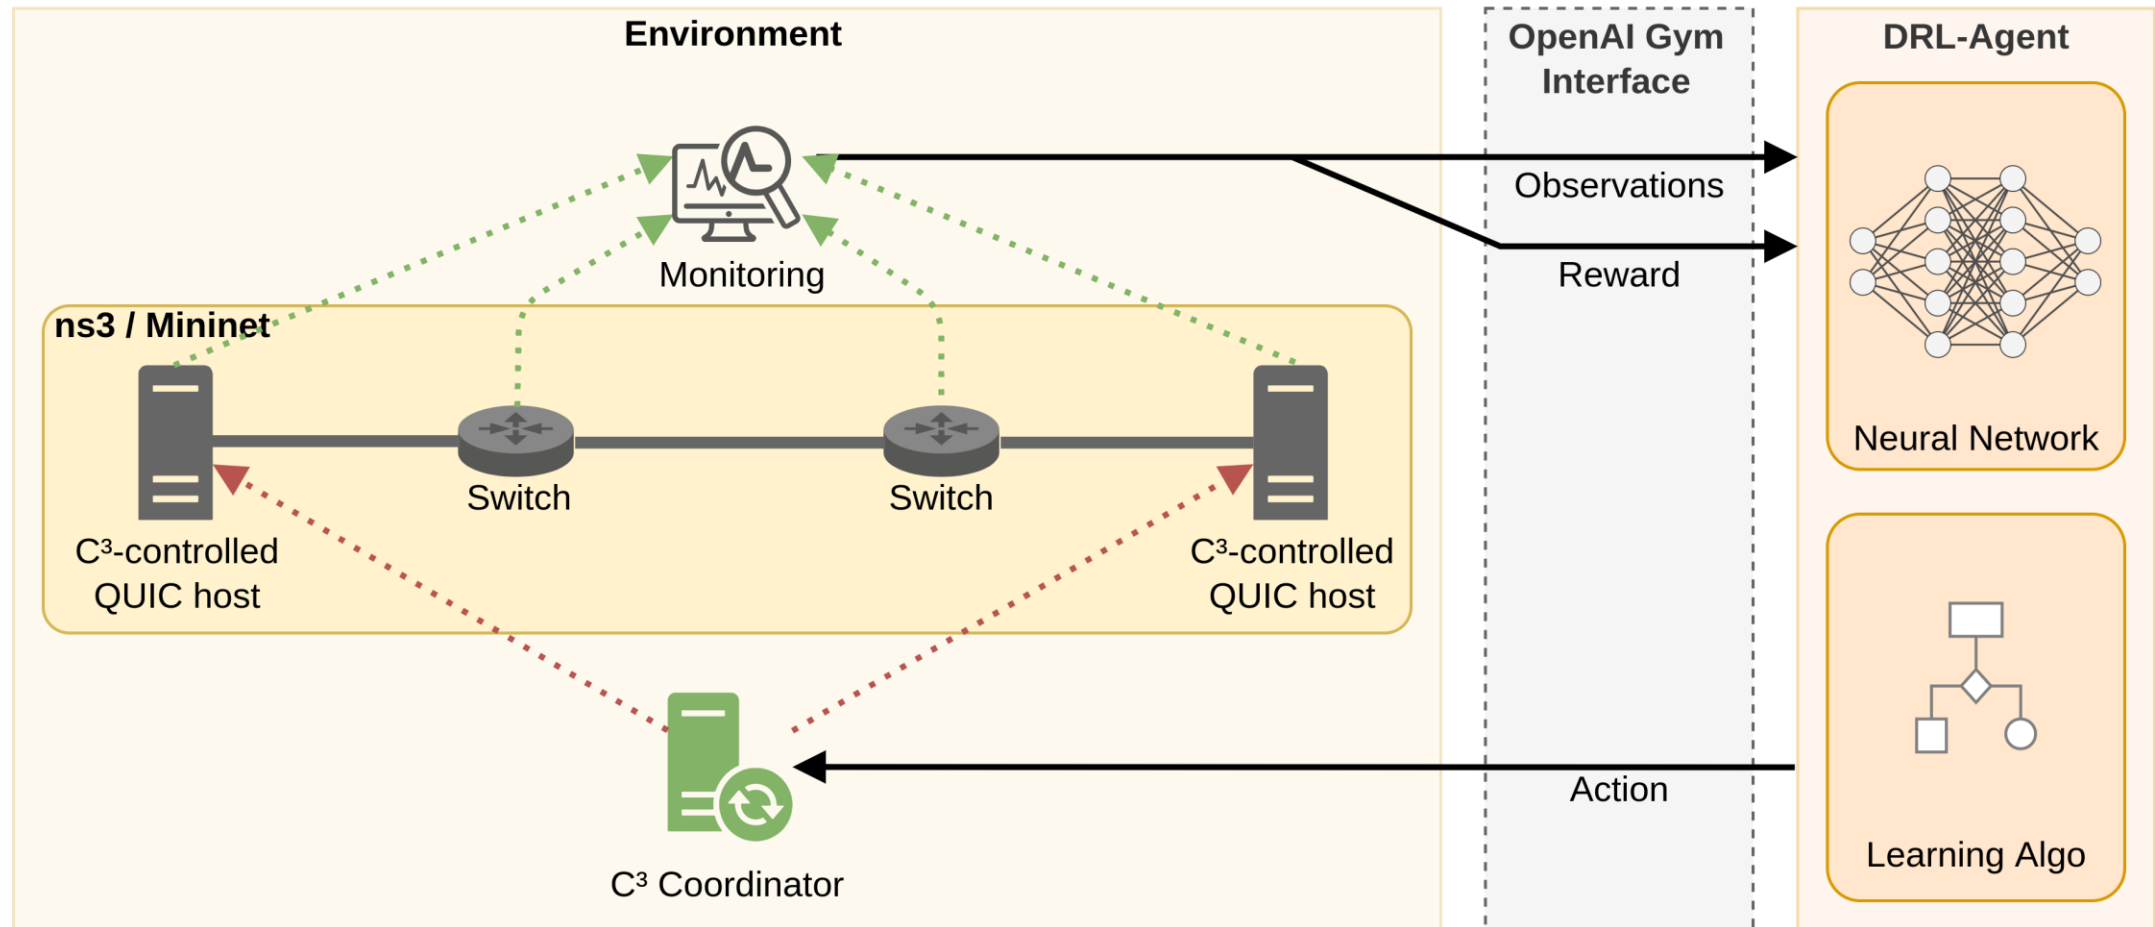 Environment
OpenAI Gym
Interface
DRL-Agent
Observations
Monitoring
Reward
ns3 / Mininet
Neural Network
Switch
Switch
C³-controlled
QUIC host
C³-controlled
QUIC host
Action
Learning Algo
C³ Coordinator